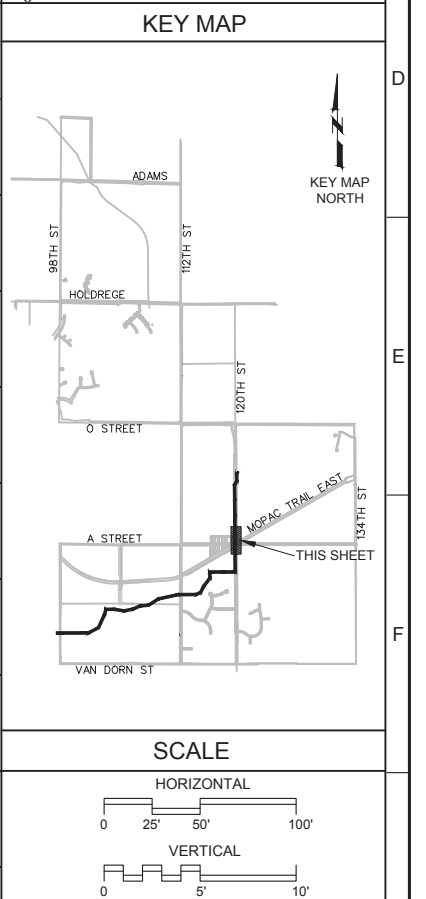 KEY MAP
D
KEY MAP
NORTH
ADAMS
98TH ST
112TH ST
HOLDREGE
E
120TH ST
O STREET
MOPAC TRAIL EAST
134TH ST
A STREET
THIS SHEET
F
VAN DORN ST
SCALE
HORIZONTAL
0 25' 50' 100'
VERTICAL
0 5' 10'